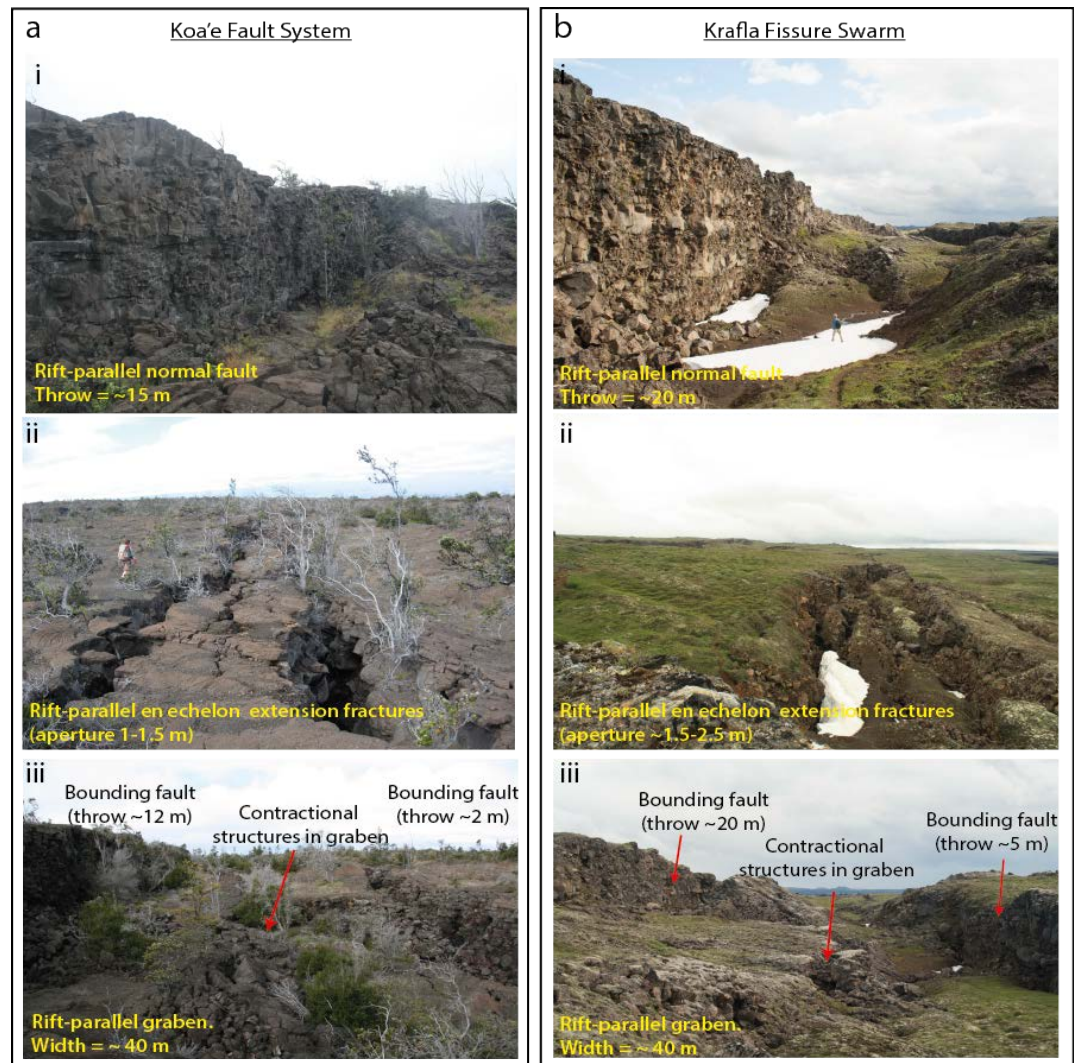 a
Koa'e Fault System
i
Rift-parallel normal fault
Throw = ~15 m
ii
Rift-parallel en echelon extension fractures
(aperture 1-1.5 m)
iii
Bounding fault
(throw ~12 m)
Contractional
structures in graben
Bounding fault
(throw ~2 m)
Rift-parallel graben.
Width = ~ 40 m
b
Krafla Fissure Swarm
i
Rift-parallel normal fault
Throw = ~20 m
ii
Rift-parallel en echelon extension fractures
(aperture ~1.5-2.5 m)
iii
Bounding fault
(throw ~20 m)
Contractional
structures in graben
Bounding fault
(throw ~5 m)
Rift-parallel graben.
Width = ~ 40 m